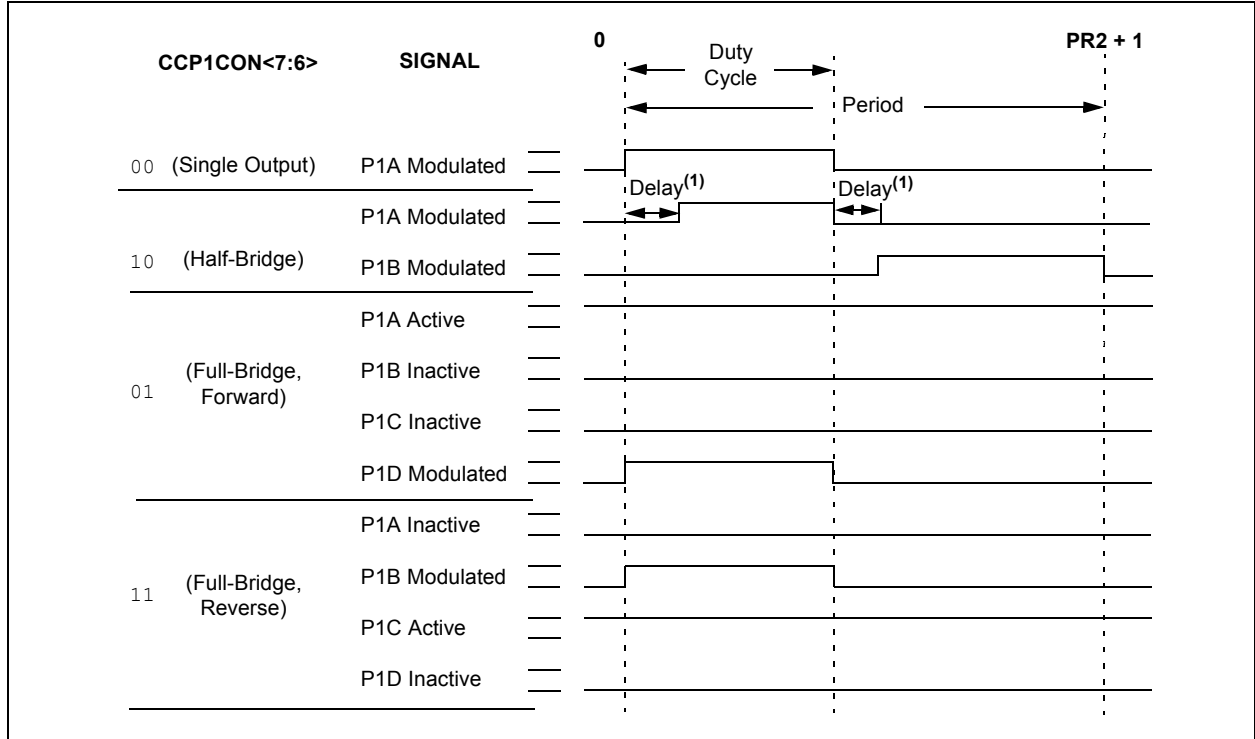 CCP1CON<7:6>
SIGNAL
0
PR2 + 1
Duty
Cycle
Period
00 (Single Output)
P1A Modulated
Delay(1)
Delay(1)
P1A Modulated
10 (Half-Bridge)
P1B Modulated
P1A Active
01 (Full-Bridge,
Forward)
P1B Inactive
P1C Inactive
P1D Modulated
P1A Inactive
11 (Full-Bridge,
Reverse)
P1B Modulated
P1C Active
P1D Inactive